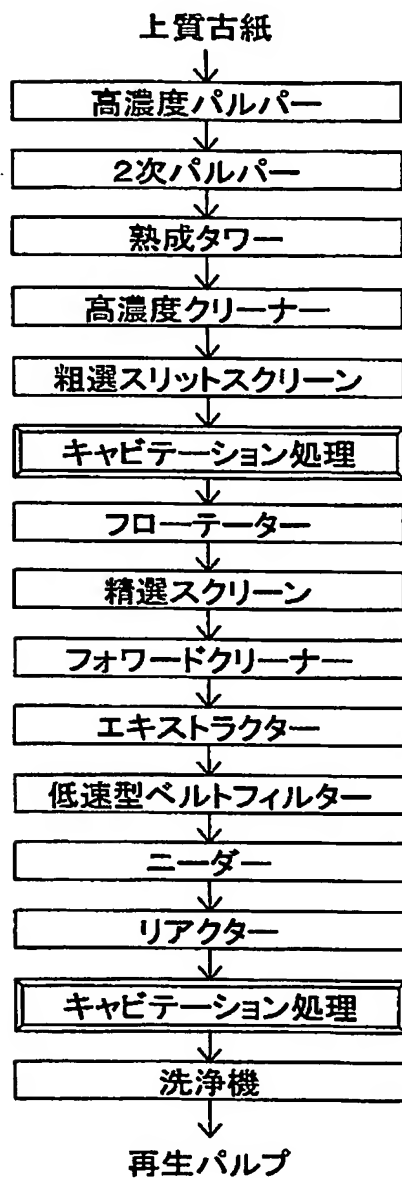 上質古紙
高濃度パルパー
2次パルパー
熟成タワー
高濃度クリーナー
粗選スリットスクリーン
キャビテーション処理
フローテーター
精選スクリーン
フォワードクリーナー
エキストラクター
低速型ベルトフィルター
ニーダー
リアクター
キャビテーション処理
洗浄機
再生パルプ